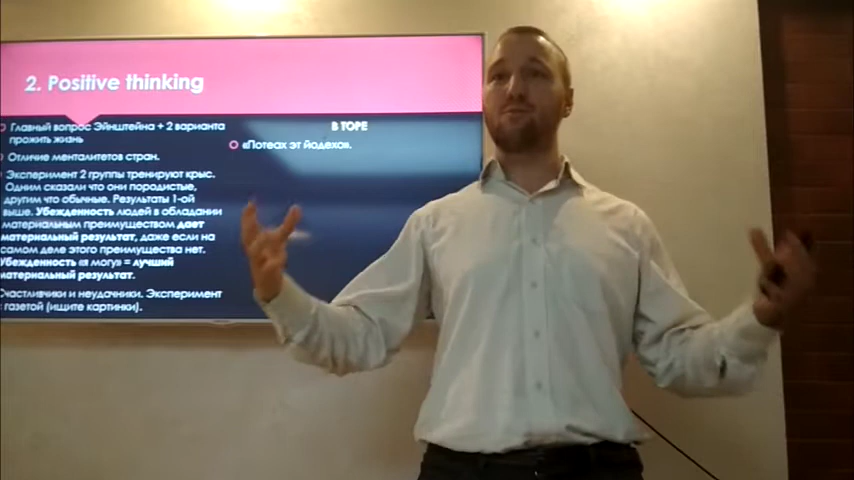 2. Positive thinking
Главный вопрос Эйнштейна + 2 варианта
прожить жизнь
Отличие менталитетов стран.
Эксперимент 2 группы тренируют крыс.
Одним сказали что они породистые,
другим что обычные. Результаты 1-ой
выше. Убежденность людей в обладании
материальным преимуществом дает
материальный результат, даже если на
самом деле этого преимущества нет.
Убежденность «я могу» = лучший
материальный результат.
Счастливчики и неудачники. Эксперимент
с газетой (ищите картинки).
В ТОРЕ
«Потеах эт Йодехо».